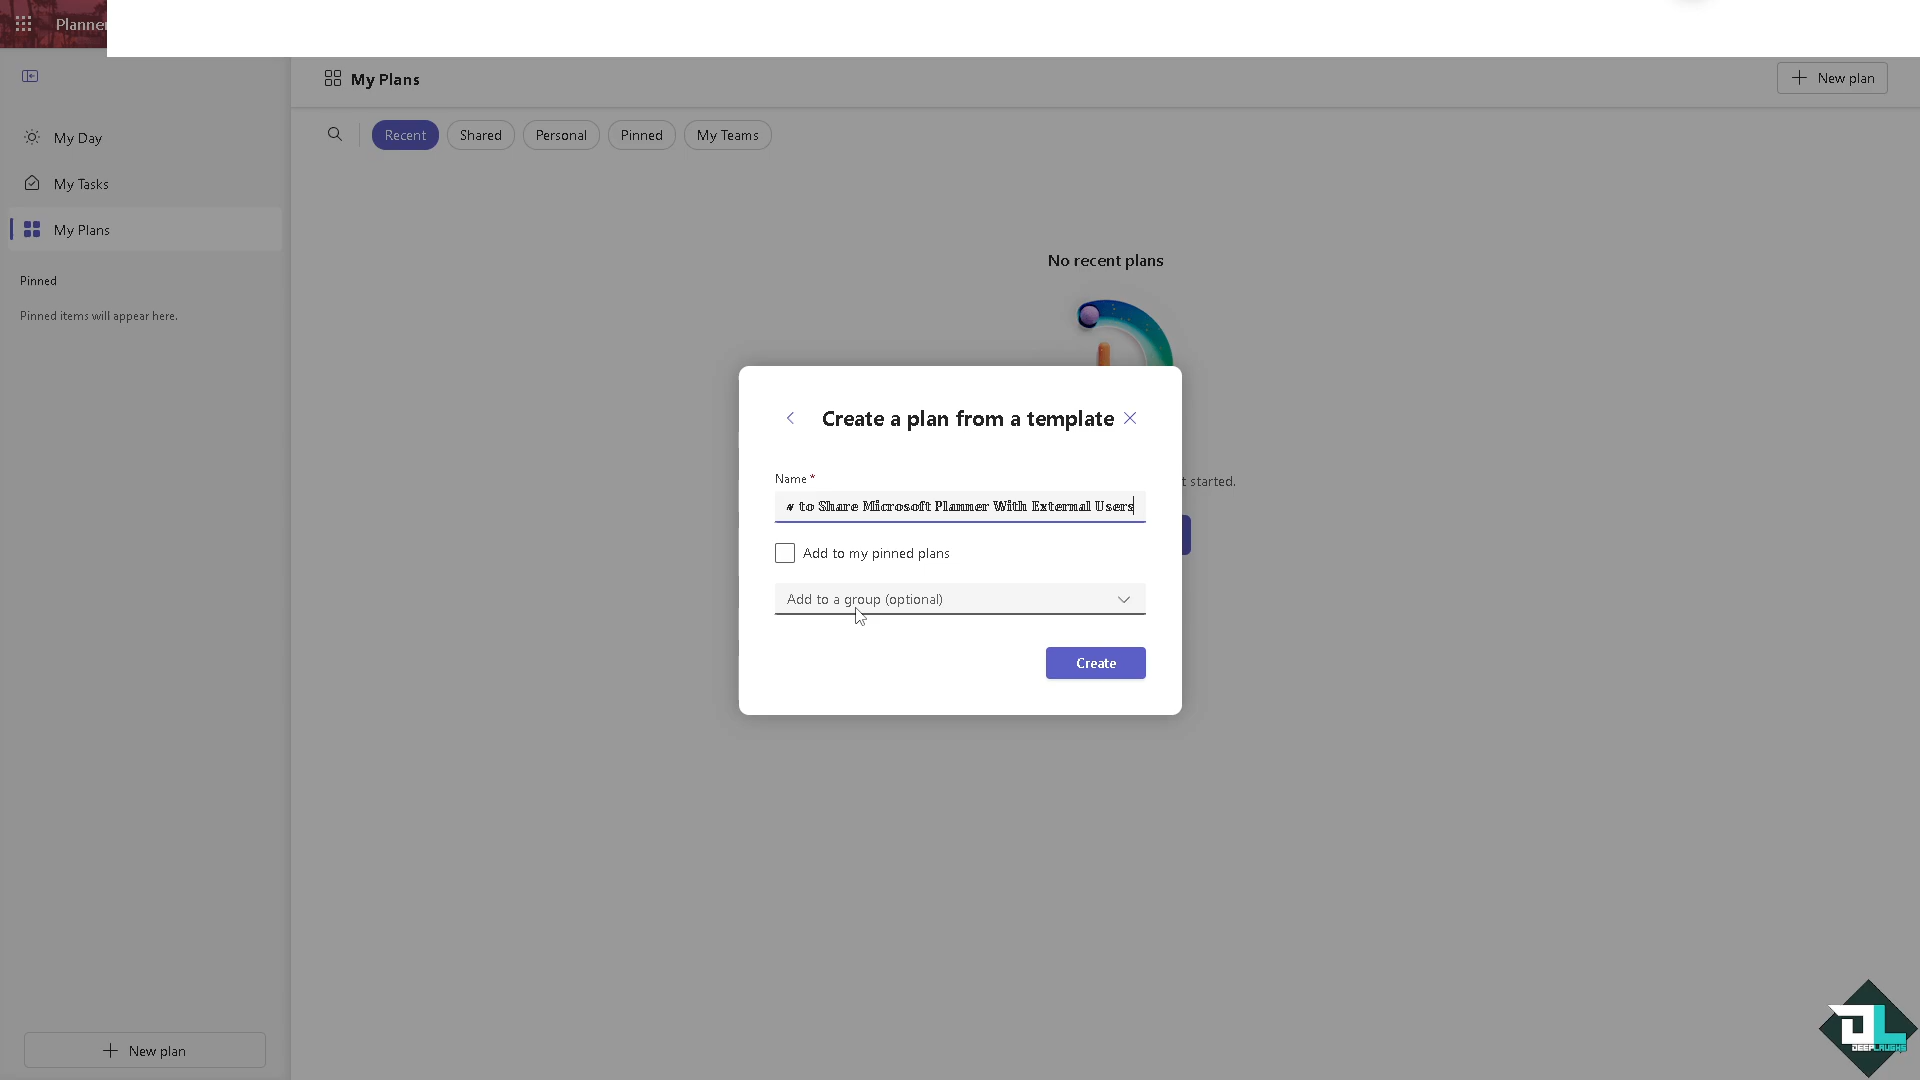 Planner
My Plans
New plan
Recent
Shared
Personal
Pinned
My Teams
My Day
My Tasks
My Plans
Pinned
Pinned items will appear here.
No recent plans
Create a plan from a template
Name *
to Share Microsoft Planner With External Users
t started.
Add to my pinned plans
Add to a group (optional)
Create
New plan
DL
DEEPLAUGHS